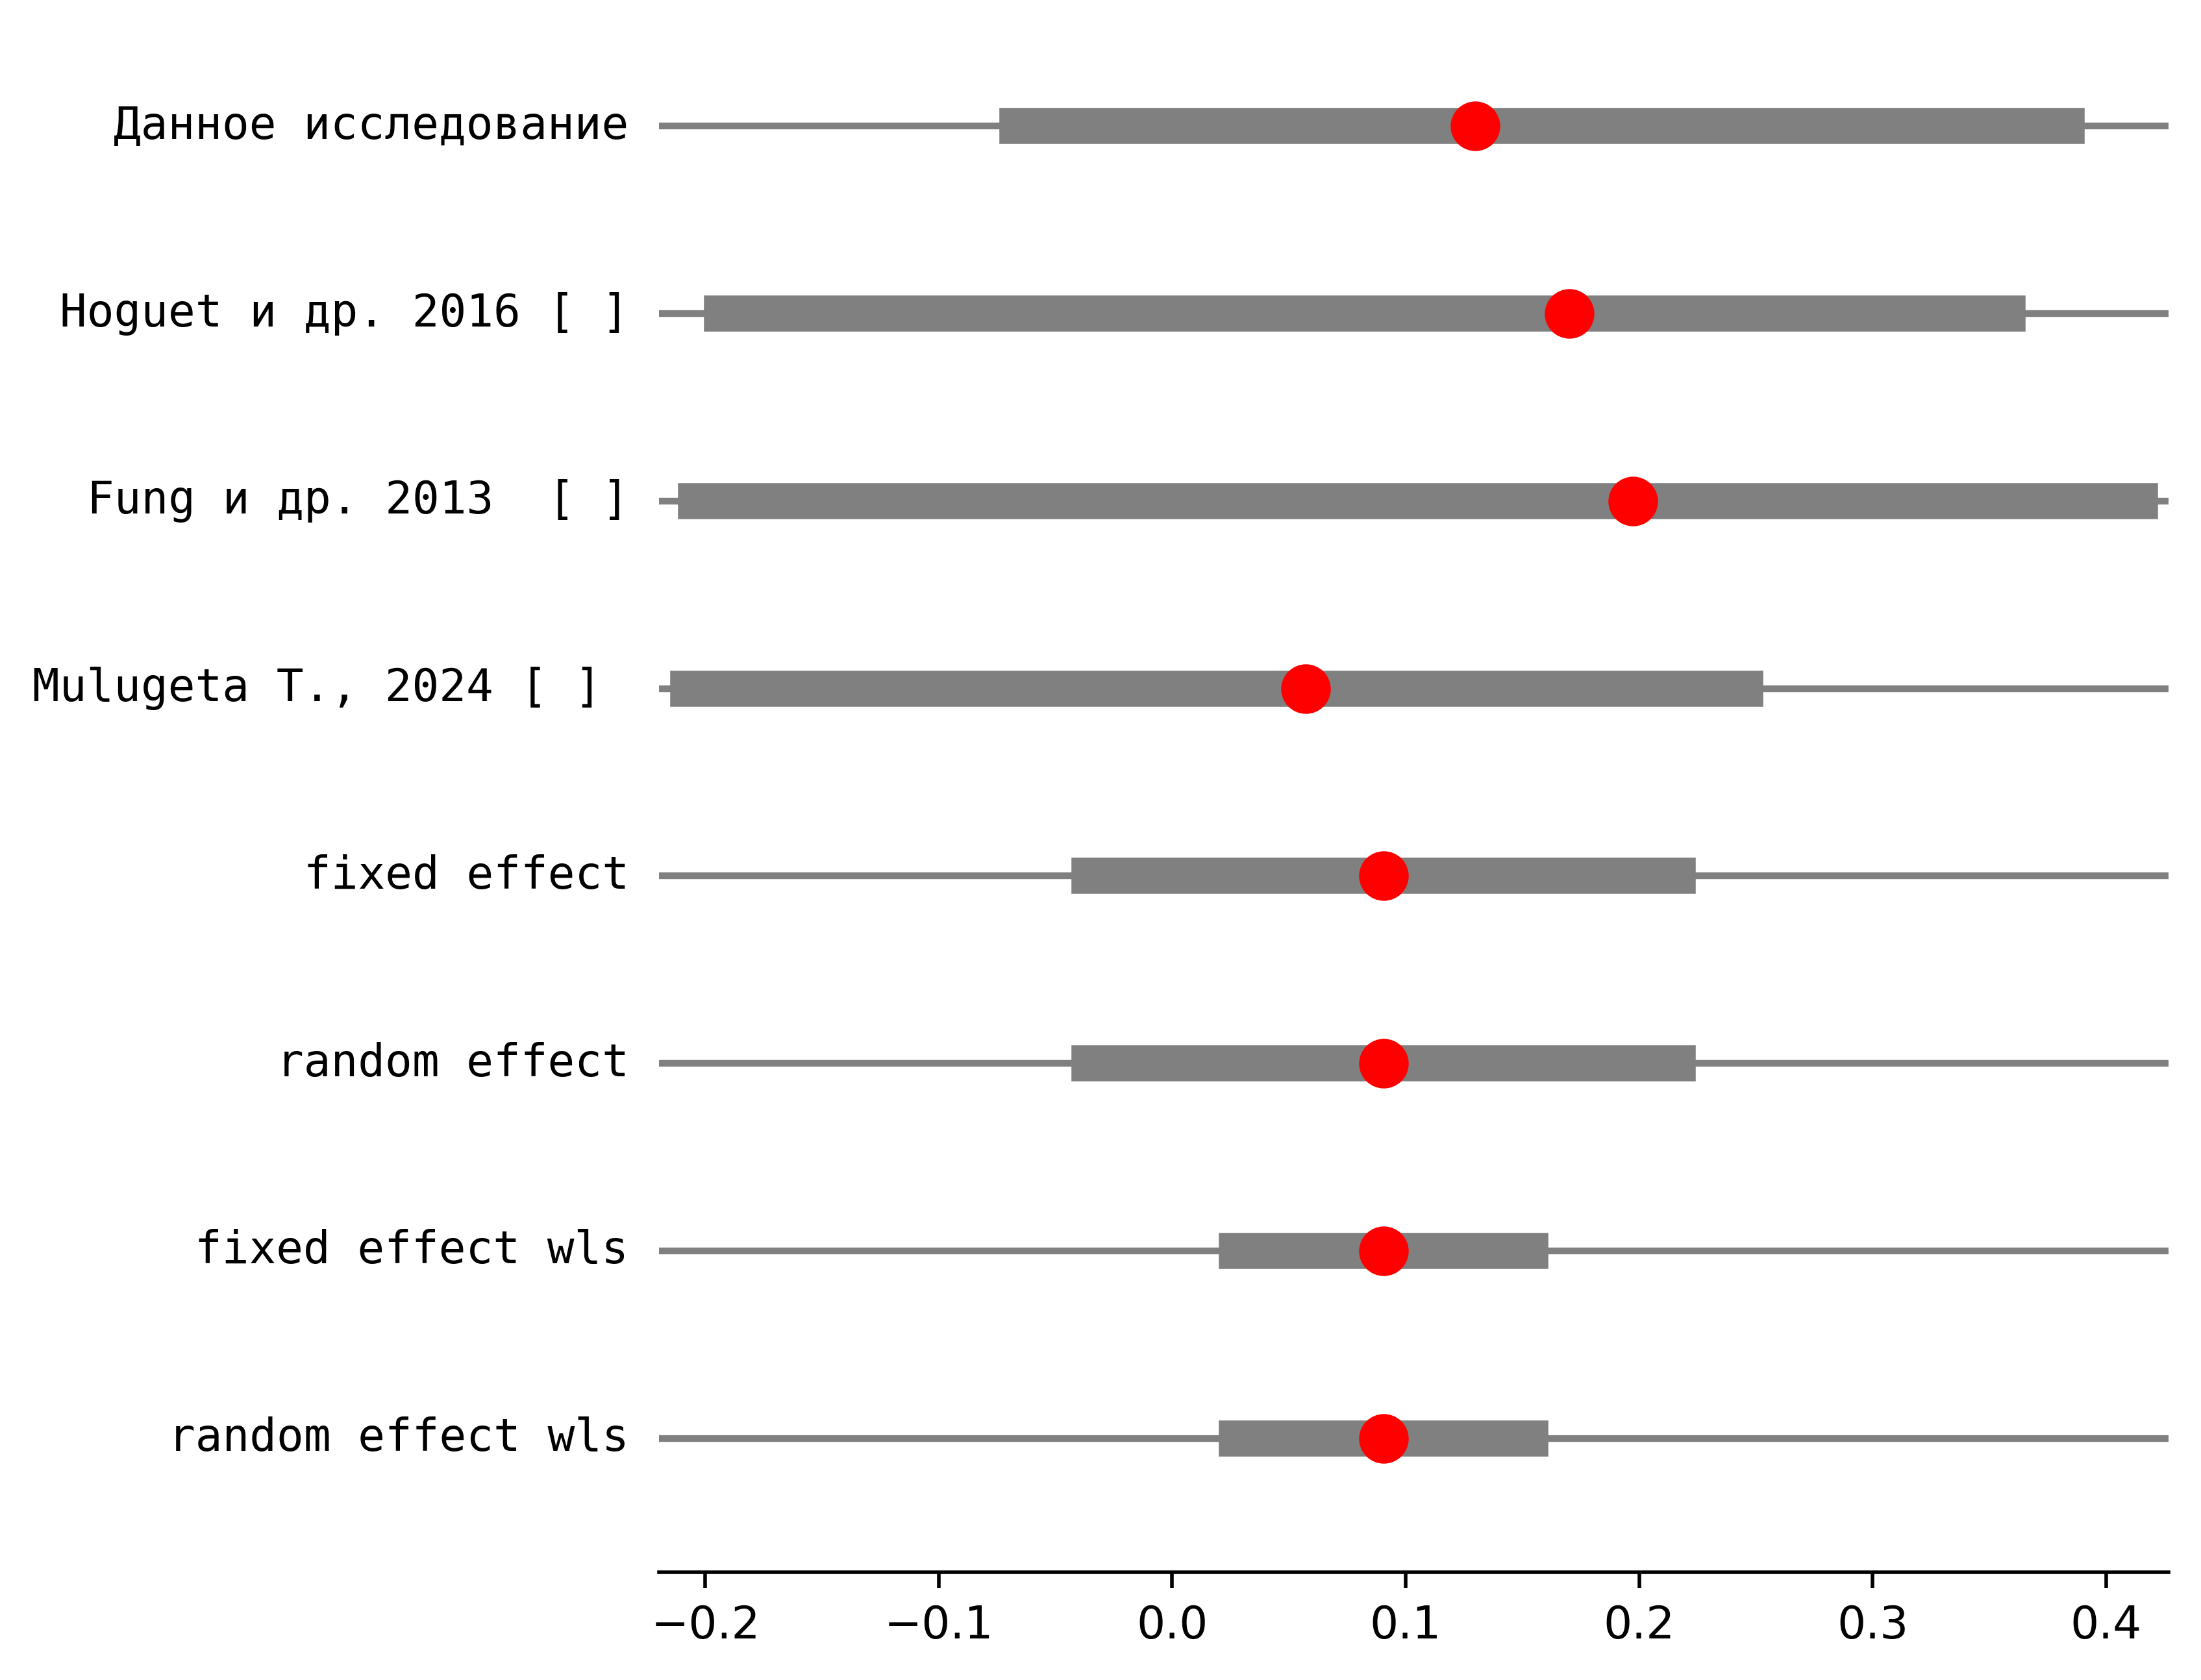 Данное исследование
Hoguet и др. 2016 [ ]
Fung и др. 2013  [ ]
Mulugeta T., 2024 [ ]
fixed effect
random effect
fixed effect wls
random effect wls
−0.2 −0.1 0.0 0.1 0.2 0.3 0.4